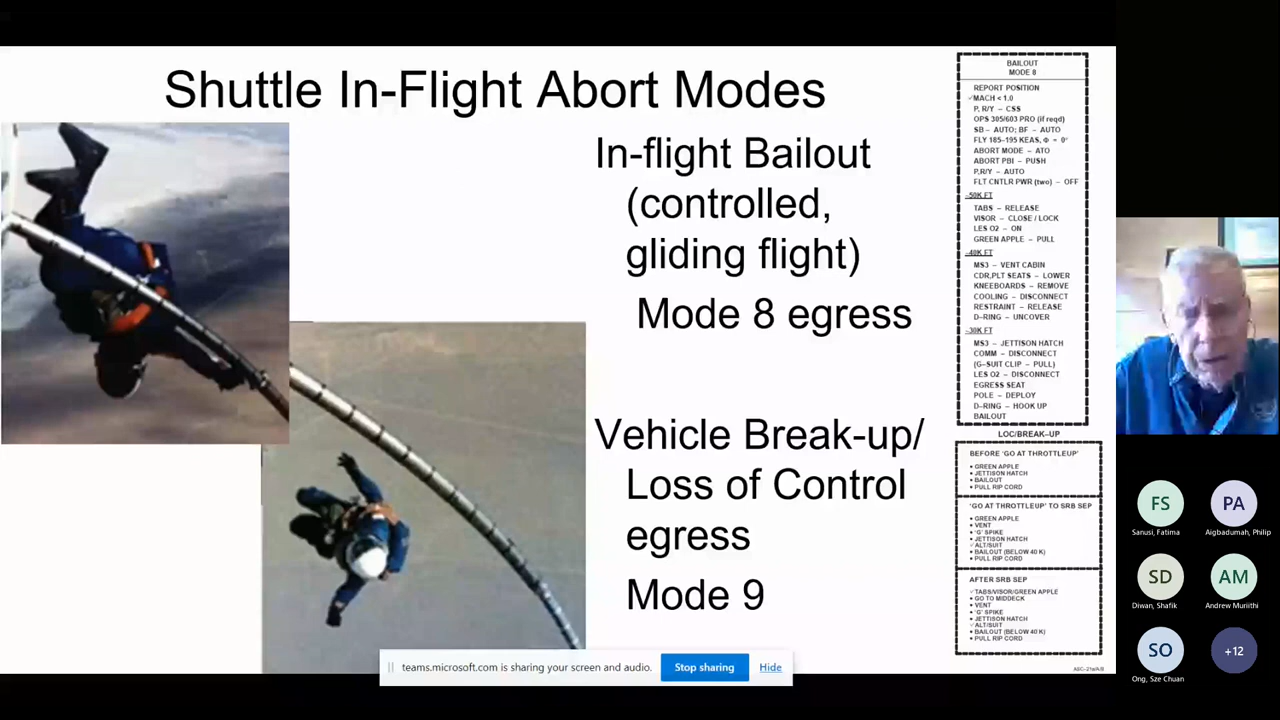 Shuttle In-Flight Abort Modes
In-flight Bailout
(controlled,
gliding flight)
Mode 8 egress
Vehicle Break-up/
Loss of Control
egress
Mode 9
BAILOUT
MODE 8
REPORT POSITION
✓MACH < 1.0
P, R/Y – CSS
OPS 305/603 PRO (if reqd)
SB – AUTO; BF – AUTO
FLY 185–195 KEAS, Φ = 0°
ABORT MODE – ATO
ABORT PBI – PUSH
P,R/Y – AUTO
FLT CNTLR PWR (two) – OFF
~50K FT
TABS – RELEASE
VISOR – CLOSE / LOCK
LES O2 – ON
GREEN APPLE – PULL
~40K FT
MS3 – VENT CABIN
CDR,PLT SEATS – LOWER
KNEEBOARDS – REMOVE
COOLING – DISCONNECT
RESTRAINT – RELEASE
D–RING – UNCOVER
~30K FT
MS3 – JETTISON HATCH
COMM – DISCONNECT
(G–SUIT CLIP – PULL)
LES O2 – DISCONNECT
EGRESS SEAT
POLE – DEPLOY
D–RING – HOOK UP
BAILOUT
LOC/BREAK–UP
BEFORE 'GO AT THROTTLEUP'
• GREEN APPLE
• JETTISON HATCH
• BAILOUT
• PULL RIP CORD
'GO AT THROTTLEUP' TO SRB SEP
• GREEN APPLE
• VENT
• 'G' SPIKE
• JETTISON HATCH
✓ALT/SUIT
• BAILOUT (BELOW 40 K)
• PULL RIP CORD
AFTER SRB SEP
✓TABS/VISOR/GREEN APPLE
• GO TO MIDDECK
• VENT
• 'G' SPIKE
• JETTISON HATCH
✓ALT/SUIT
• BAILOUT (BELOW 40 K)
• PULL RIP CORD
teams.microsoft.com is sharing your screen and audio.
Stop sharing
Hide
FS
Sanusi, Fatima
PA
Aigbadumah, Philip
SD
Diwan, Shafik
AM
Andrew Muriithi
SO
Ong, Sze Chuan
+12